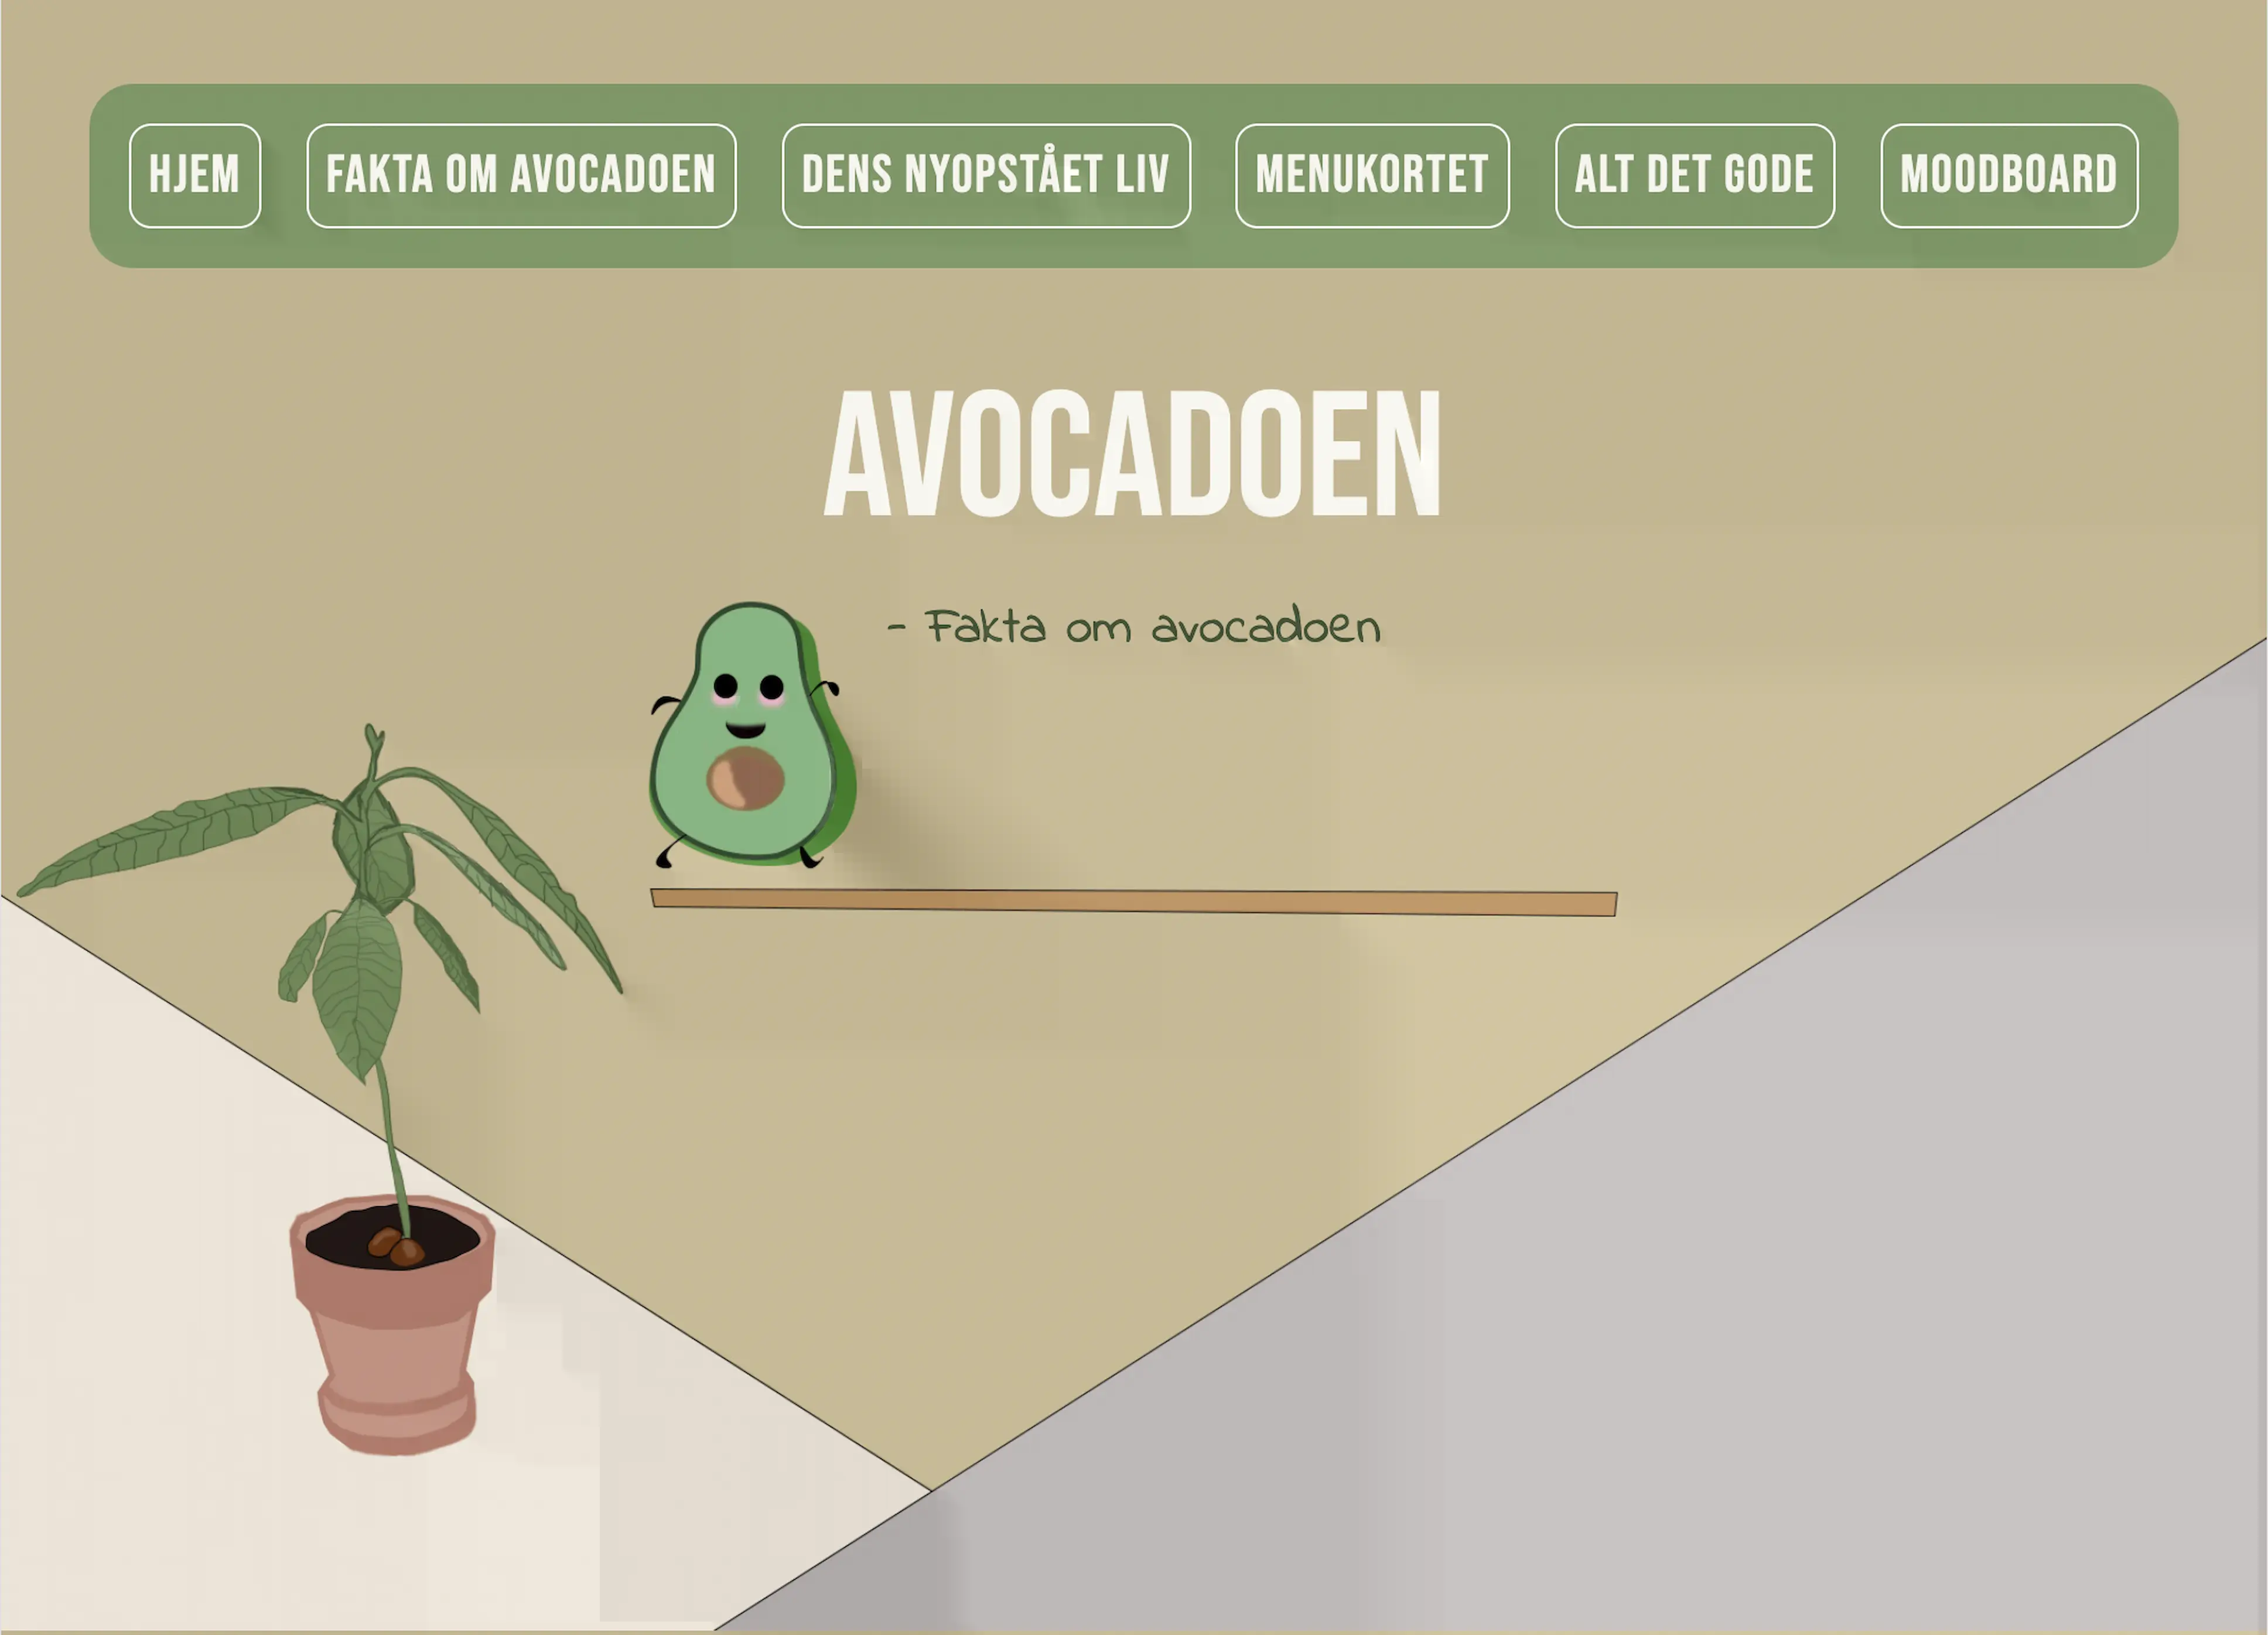 HJEM
FAKTA OM AVOCADOEN
DENS NYOPSTÅET LIV
MENUKORTET
ALT DET GODE
MOODBOARD
AVOCADOEN
- Fakta om avocadoen